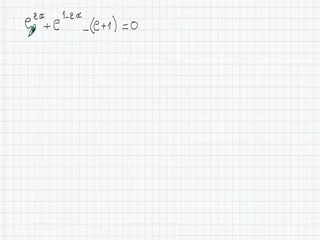 e^{2x} + e^{1-2x} - (e+1) = 0